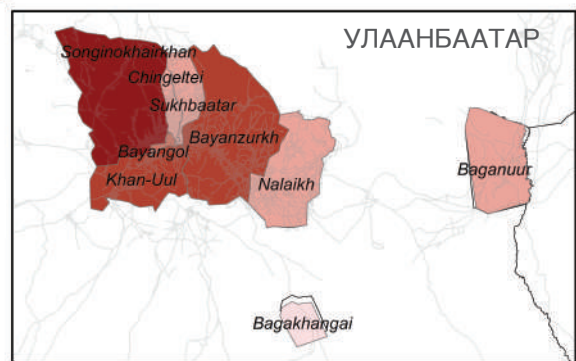 УЛААНБААТАР
Songinokhairkhan
Chingeltei
Sukhbaatar
Bayanzurkh
Bayangol
Khan-Uul
Nalaikh
Baganuur
Bagakhangai